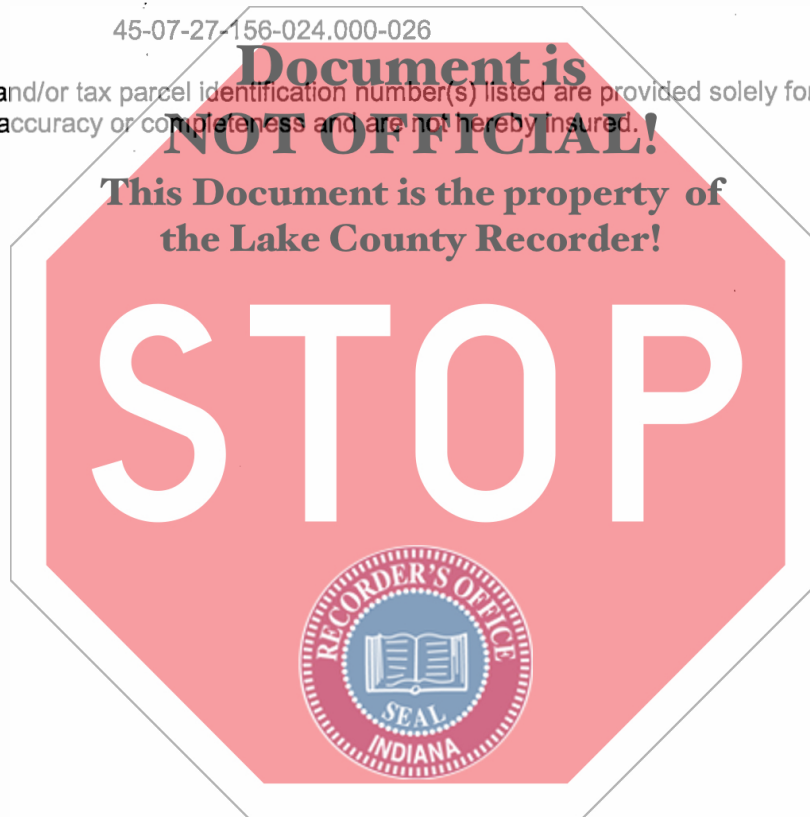 45-07-27-156-024.000-026
Document is
and/or tax parcel identification number(s) listed are provided solely for
NOT OFFICIAL!
accuracy or completeness and are not hereby insured.
This Document is the property of
the Lake County Recorder!
STOP
RECORDER'S OFFICE
SEAL
INDIANA